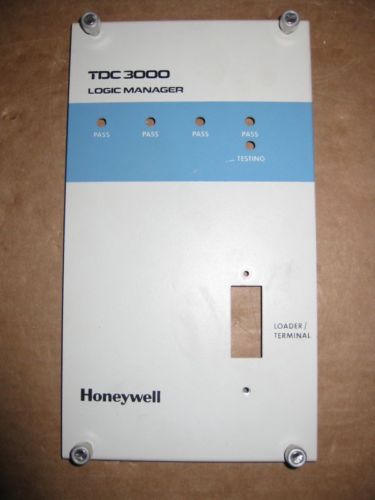 TDC 3000
LOGIC MANAGER
PASS PASS PASS PASS
TESTING
LOADER/
TERMINAL
Honeywell